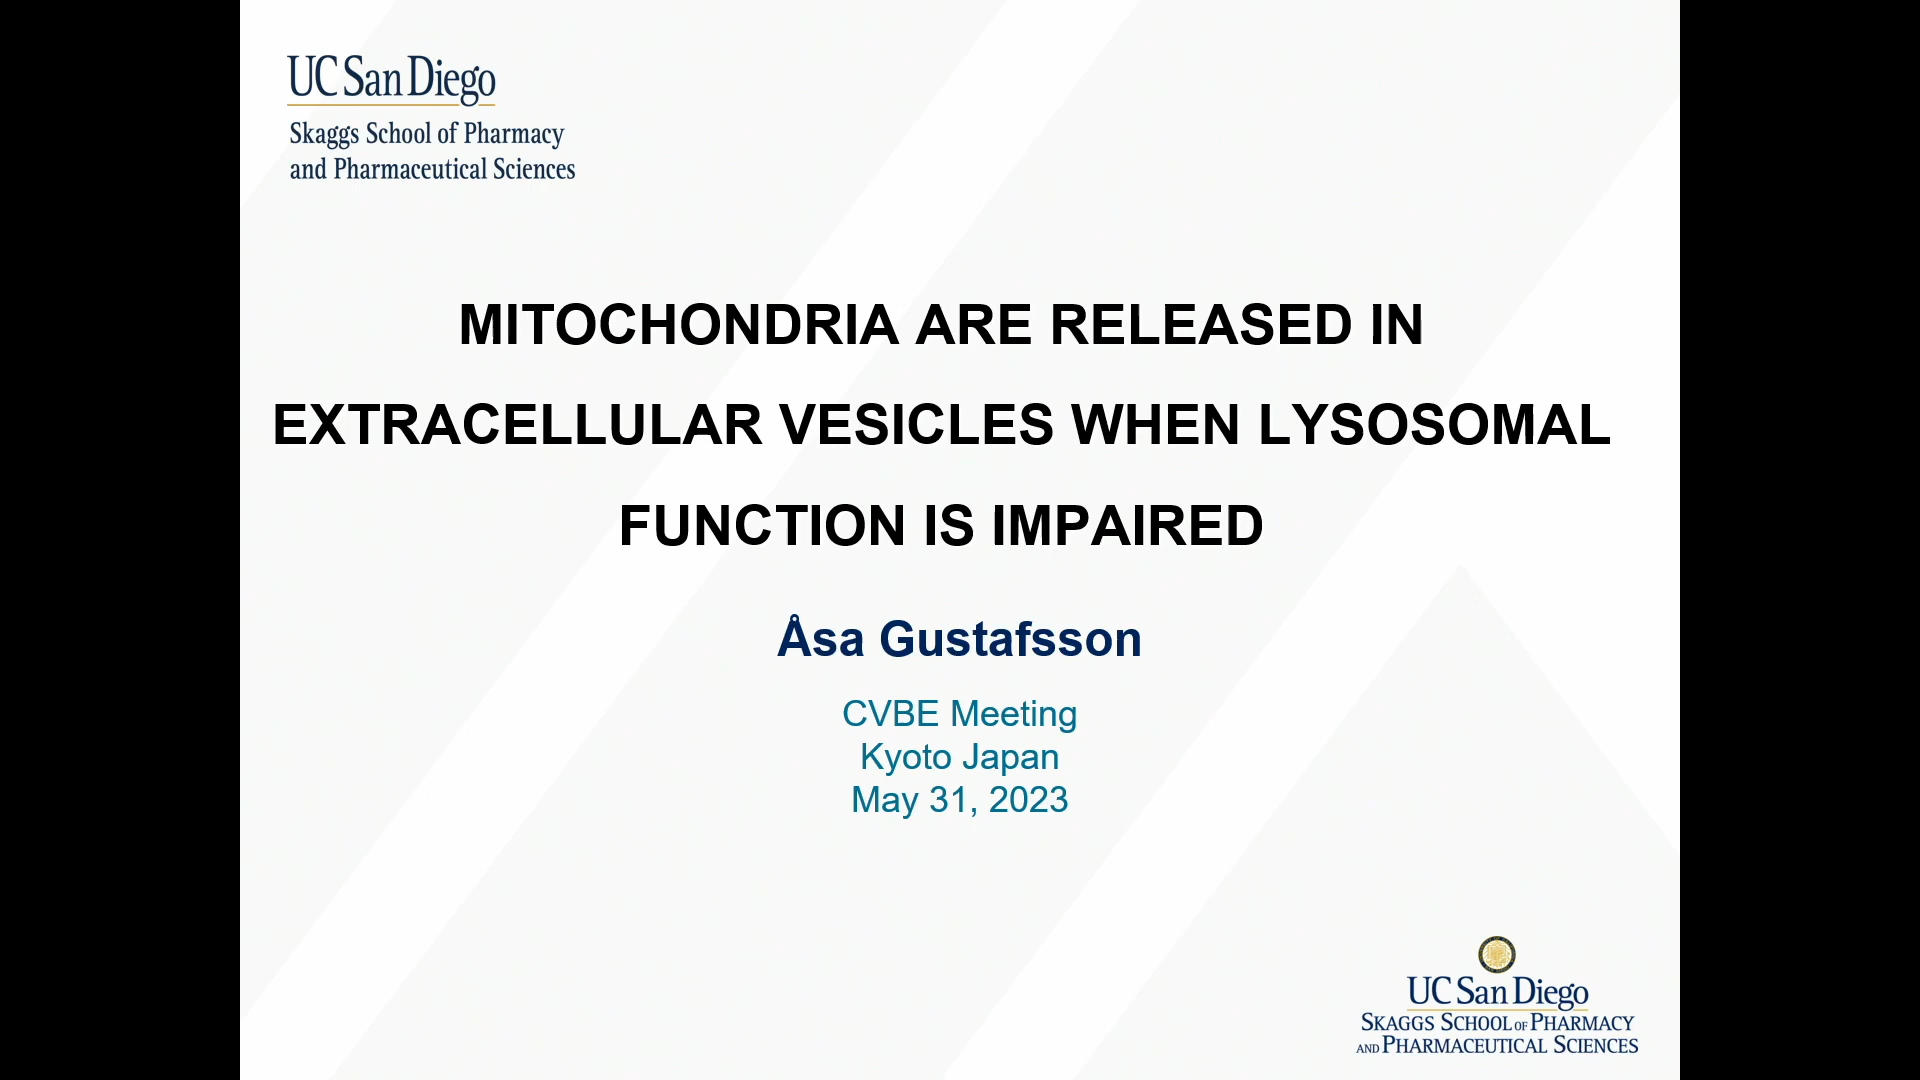 UC San Diego
Skaggs School of Pharmacy
and Pharmaceutical Sciences
MITOCHONDRIA ARE RELEASED IN
EXTRACELLULAR VESICLES WHEN LYSOSOMAL
FUNCTION IS IMPAIRED
Åsa Gustafsson
CVBE Meeting
Kyoto Japan
May 31, 2023
UC San Diego
SKAGGS SCHOOL OF PHARMACY
AND PHARMACEUTICAL SCIENCES